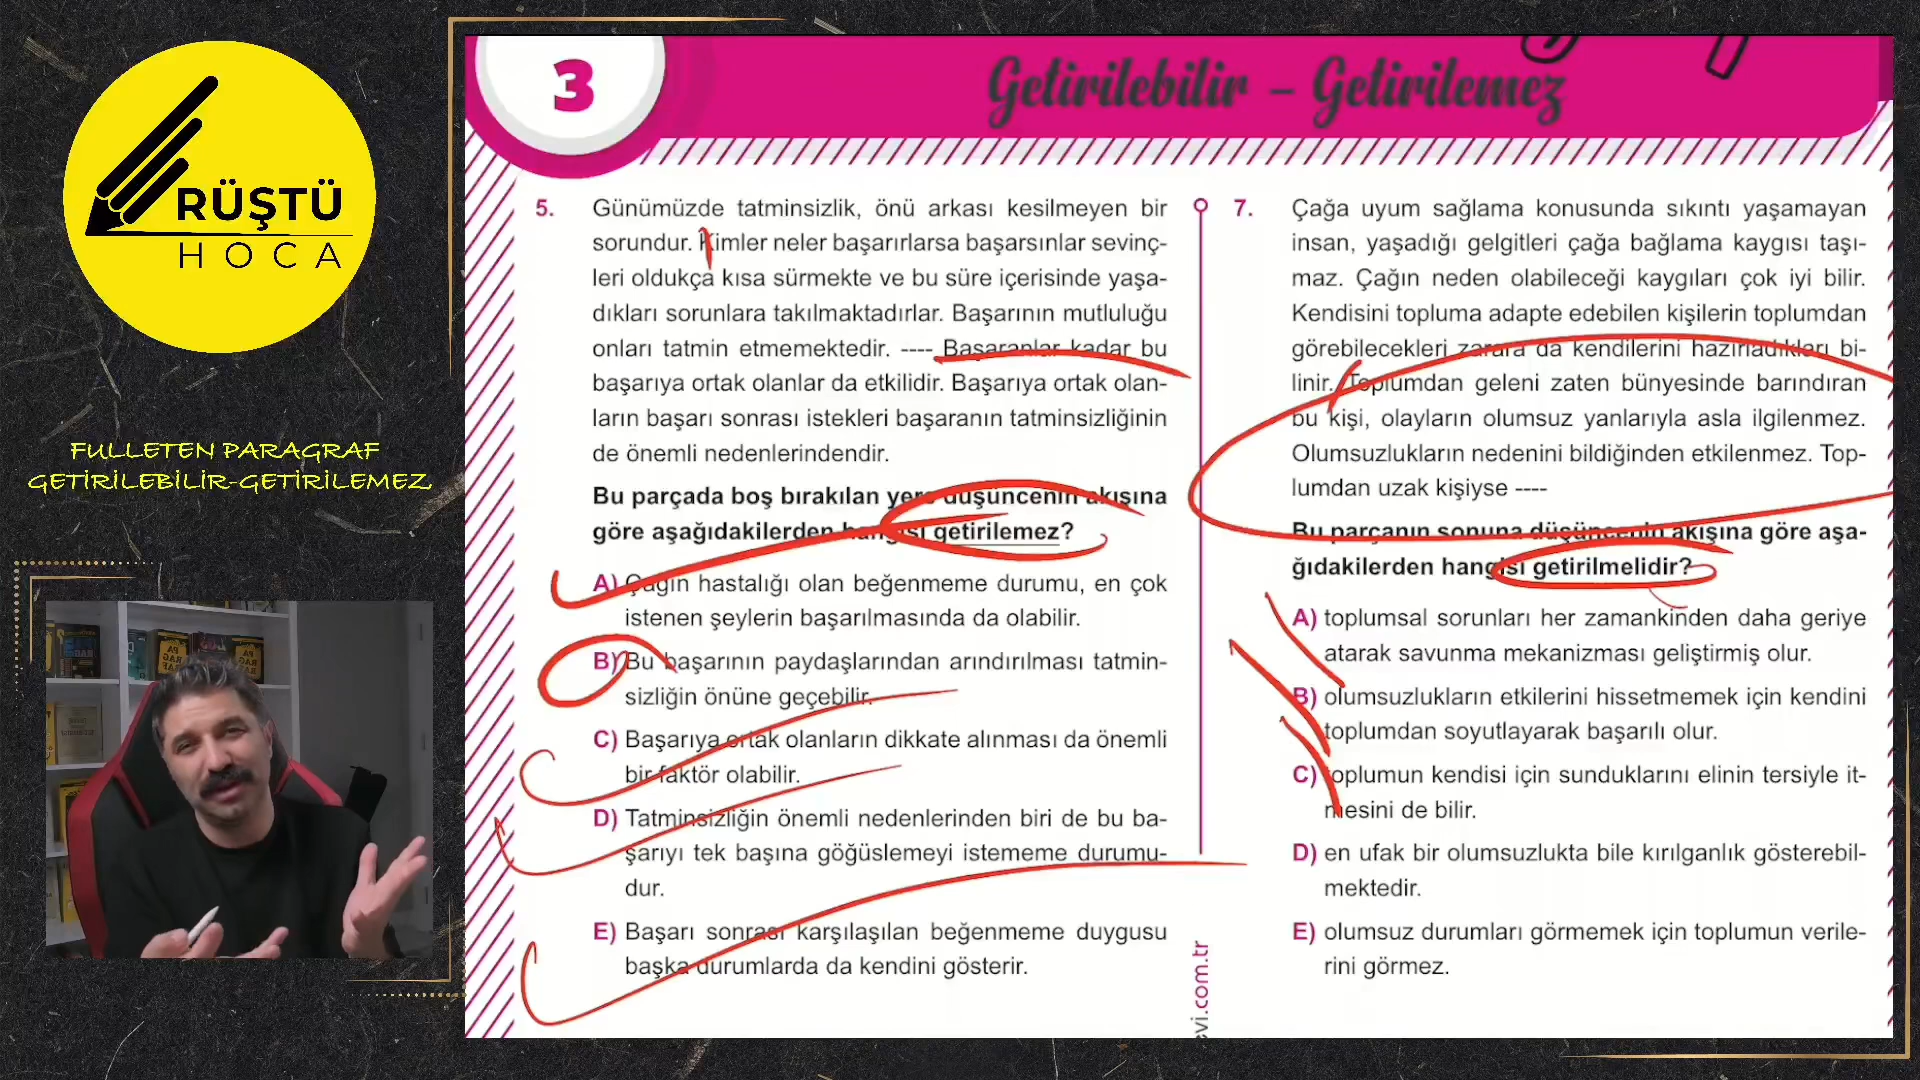 RÜŞTÜ
HOCA
FULLETEN PARAGRAF
GETİRİLEBİLİR-GETİRİLEMEZ,
3
Getirilebilir – Getirilemez
5. Günümüzde tatminsizlik, önü arkası kesilmeyen bir
sorundur. Kimler neler başarırlarsa başarsınlar sevinç-
leri oldukça kısa sürmekte ve bu süre içerisinde yaşa-
dıkları sorunlara takılmaktadırlar. Başarının mutluluğu
onları tatmin etmemektedir. ---- Başaranlar kadar bu
başarıya ortak olanlar da etkilidir. Başarıya ortak olan-
ların başarı sonrası istekleri başaranın tatminsizliğinin
de önemli nedenlerindendir.
Bu parçada boş bırakılan yere düşüncenin akışına
göre aşağıdakilerden hangisi getirilemez?
A) Çağın hastalığı olan beğenmeme durumu, en çok
istenen şeylerin başarılmasında da olabilir.
B) Bu başarının paydaşlarından arındırılması tatmin-
sizliğin önüne geçebilir.
C) Başarıya ortak olanların dikkate alınması da önemli
bir faktör olabilir.
D) Tatminsizliğin önemli nedenlerinden biri de bu ba-
şarıyı tek başına göğüslemeyi istememe durumu-
dur.
E) Başarı sonrası karşılaşılan beğenmeme duygusu
başka durumlarda da kendini gösterir.
7. Çağa uyum sağlama konusunda sıkıntı yaşamayan
insan, yaşadığı gelgitleri çağa bağlama kaygısı taşı-
maz. Çağın neden olabileceği kaygıları çok iyi bilir.
Kendisini topluma adapte edebilen kişilerin toplumdan
görebilecekleri zarara da kendilerini hazırladıkları bi-
linir. Toplumdan geleni zaten bünyesinde barındıran
bu kişi, olayların olumsuz yanlarıyla asla ilgilenmez.
Olumsuzlukların nedenini bildiğinden etkilenmez. Top-
lumdan uzak kişiyse ----
Bu parçanın sonuna düşüncenin akışına göre aşa-
ğıdakilerden hangisi getirilmelidir?
A) toplumsal sorunları her zamankinden daha geriye
atarak savunma mekanizması geliştirmiş olur.
B) olumsuzlukların etkilerini hissetmemek için kendini
toplumdan soyutlayarak başarılı olur.
C) toplumun kendisi için sunduklarını elinin tersiyle it-
mesini de bilir.
D) en ufak bir olumsuzlukta bile kırılganlık gösterebil-
mektedir.
E) olumsuz durumları görmemek için toplumun verile-
rini görmez.
evi.com.tr